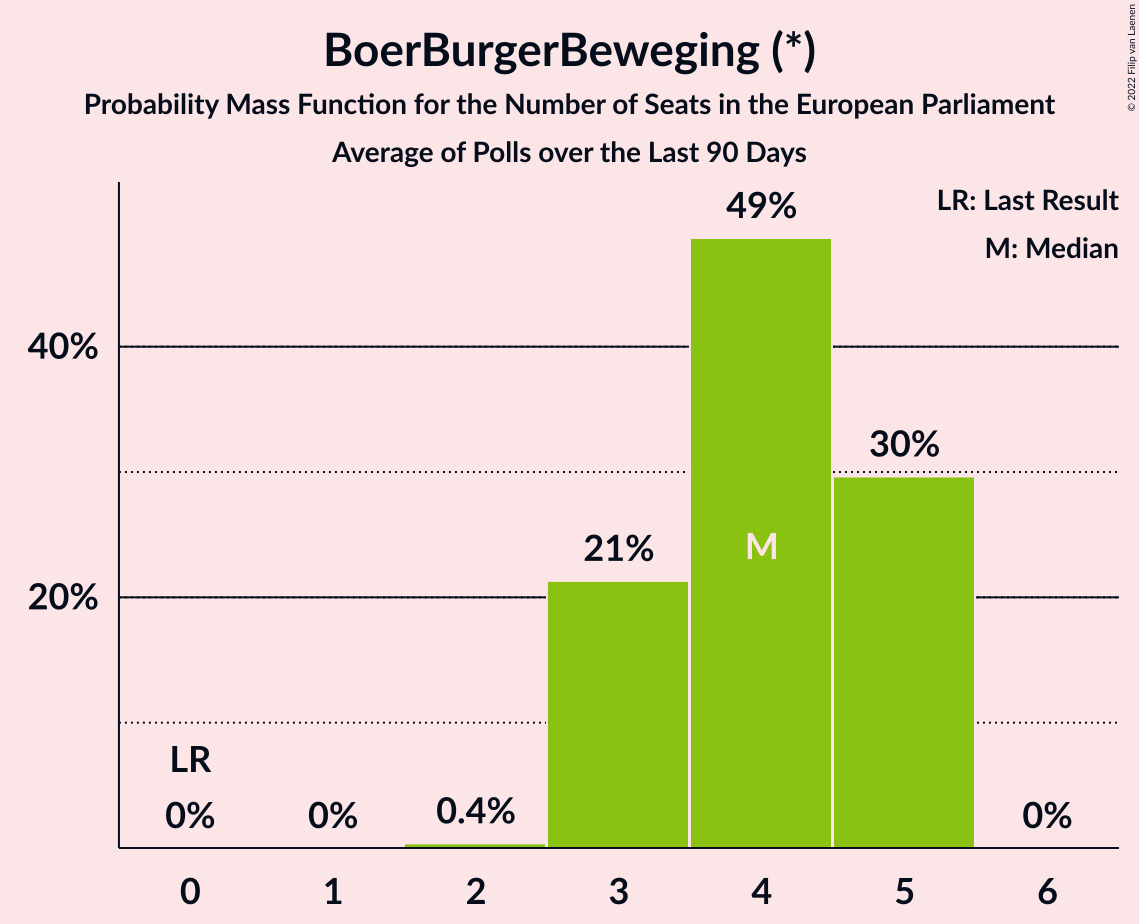 BoerBurgerBeweging (*)
Probability Mass Function for the Number of Seats in the European Parliament
Average of Polls over the Last 90 Days
© 2022 Filip van Laenen
LR: Last Result
M: Median
49%
40%
30%
21%
M
20%
LR
0%
0%
0.4%
0%
0
1
2
3
4
5
6